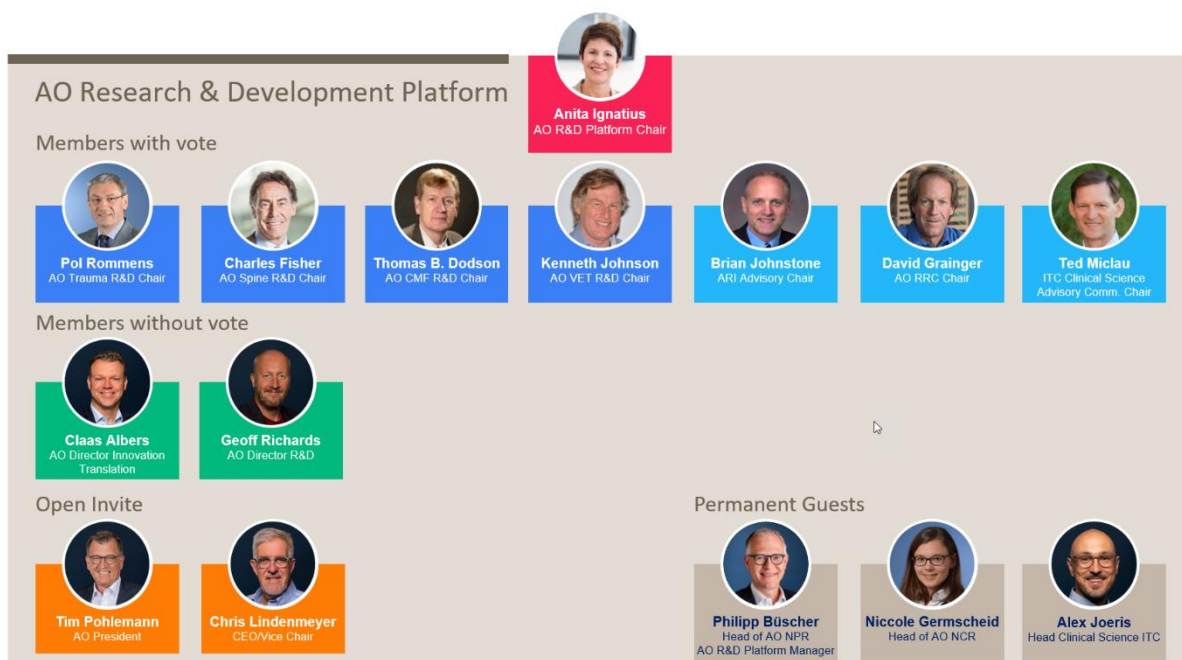 Anita Ignatius
AO R&D Platform Chair
AO Research & Development Platform
Members with vote
Pol Rommens
AO Trauma R&D Chair
Charles Fisher
AO Spine R&D Chair
Thomas B. Dodson
AO CMF R&D Chair
Kenneth Johnson
AO VET R&D Chair
Brian Johnstone
ARI Advisory Chair
David Grainger
AO RRC Chair
Ted Miclau
ITC Clinical Science
Advisory Comm. Chair
Members without vote
Claas Albers
AO Director Innovation
Translation
Geoff Richards
AO Director R&D
Open Invite
Tim Pohlemann
AO President
Chris Lindenmeyer
CEO/Vice Chair
Permanent Guests
Philipp Büscher
Head of AO NPR
AO R&D Platform Manager
Niccole Germscheid
Head of AO NCR
Alex Joeris
Head Clinical Science ITC